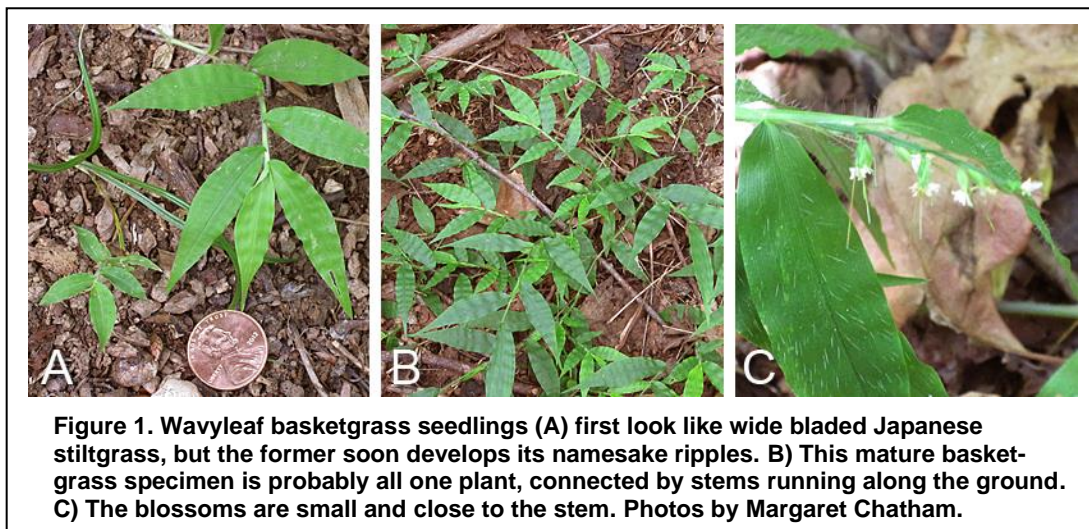 A
B
C
Figure 1. Wavyleaf basketgrass seedlings (A) first look like wide bladed Japanese
stiltgrass, but the former soon develops its namesake ripples. B) This mature basket-
grass specimen is probably all one plant, connected by stems running along the ground.
C) The blossoms are small and close to the stem. Photos by Margaret Chatham.